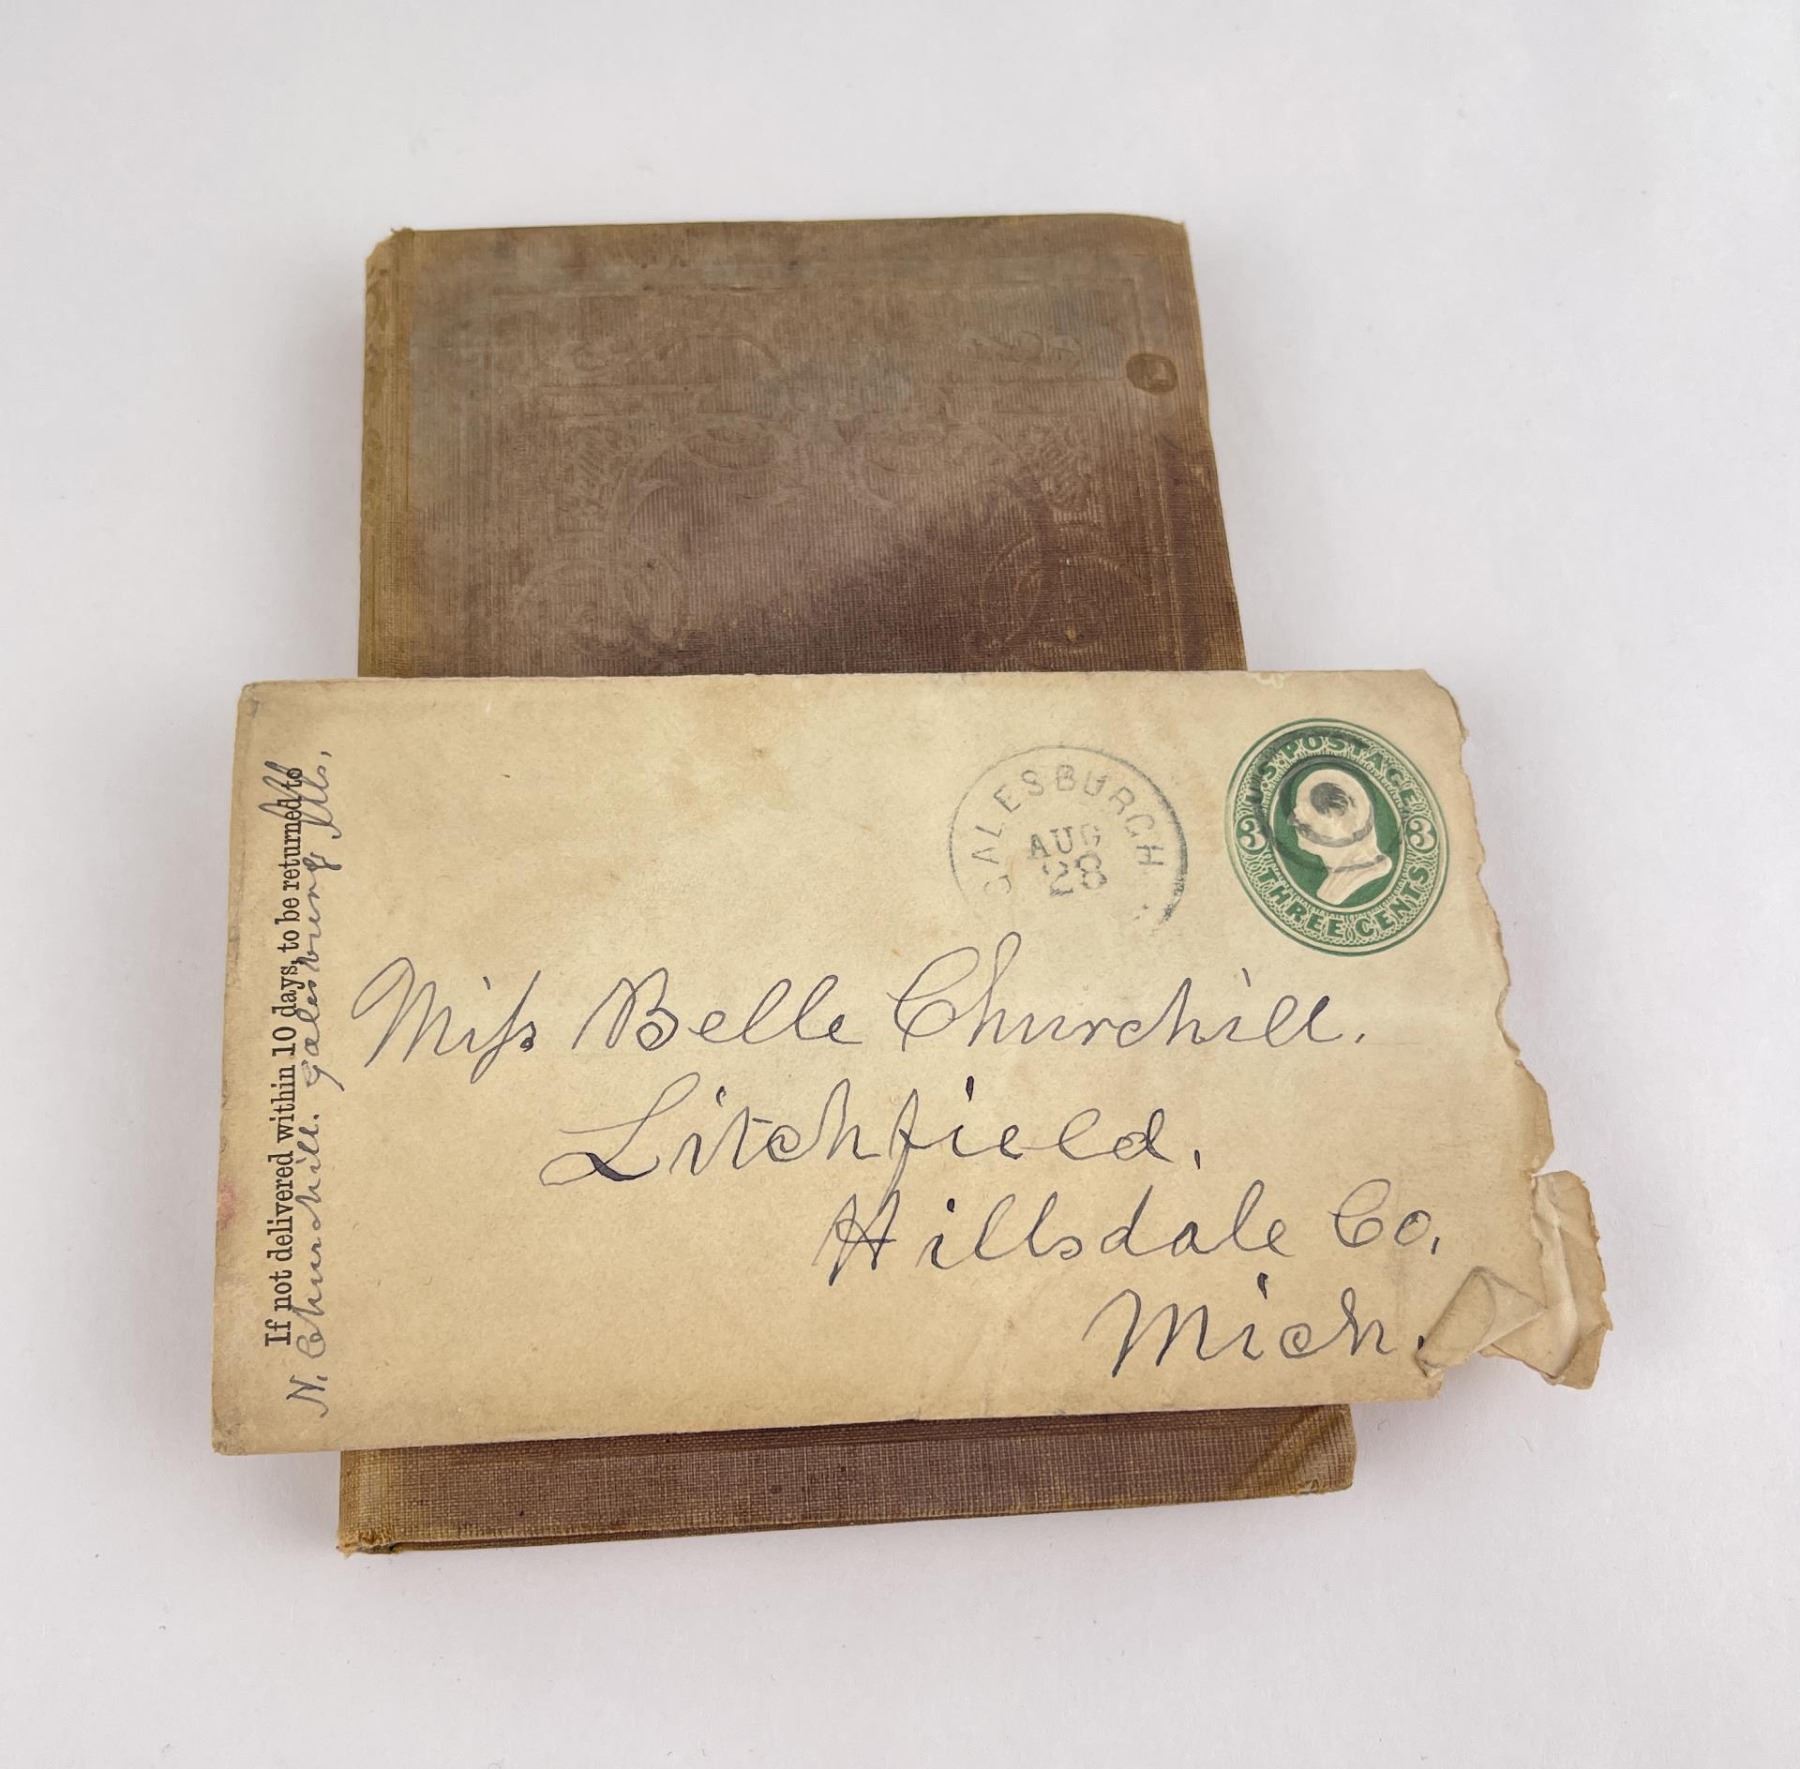 If not delivered within 10 days, to be returned to
N. Churchill. Galesburg, Ills,
GALESBURGH
AUG
28
U.S. POSTAGE
3 3
THREE CENTS
Miss Belle Churchill.
Litchfield,
Hillsdale Co,
Mich.